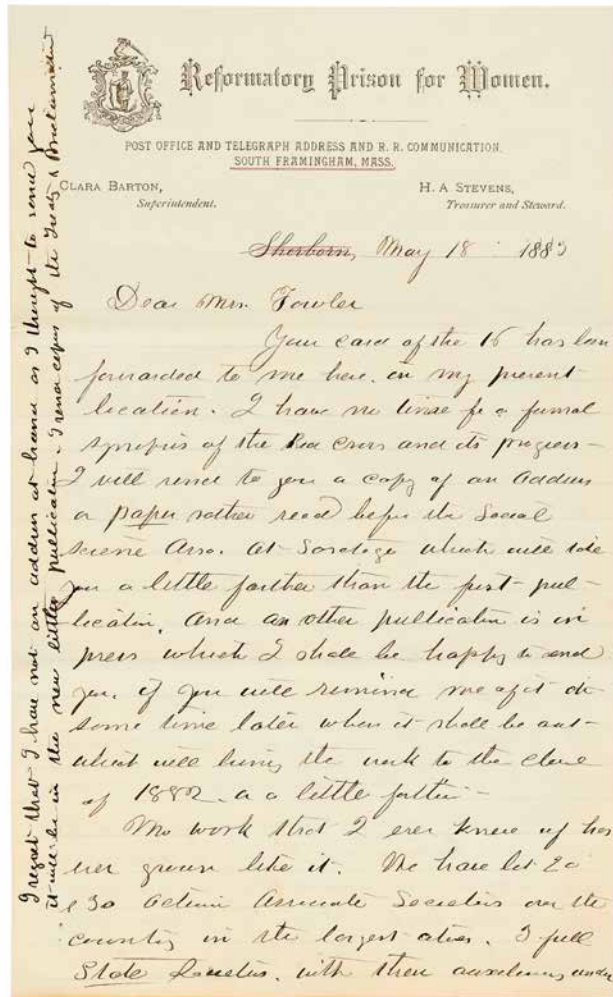 Reformatory Prison for Women.
POST OFFICE AND TELEGRAPH ADDRESS AND R. R. COMMUNICATION.
SOUTH FRAMINGHAM, MASS.
CLARA BARTON,
Superintendent.
H. A. STEVENS,
Treasurer and Steward.
Sherborn, May 18 1883
Dear Mrs. Fowler
Your card of the 16 has been
forwarded to me here, in my present
location. I have no time for a formal
synopsis of the Red Cross and its progress
I will send to you a copy of an Address
or paper rather read before the Social
Science Asso. at Saratoga which will take
you a little farther than the first pub-
lication, and an other publication is in
press which I shall be happy to send
you, if you will remind me of it at
some time later when it shall be out-
which will bring the work to the close
of 1882. or a little farther-
No work that I ever knew of has
ever grown like it. We have but 20
30 Active Associate Societies over the
country in the largest cities. I full
State Societies, with their auxiliaries under
I regret that I have not an address at hand as I thought to send you
it will be in the new little publication. I send copies of the Treaty & Proclamation